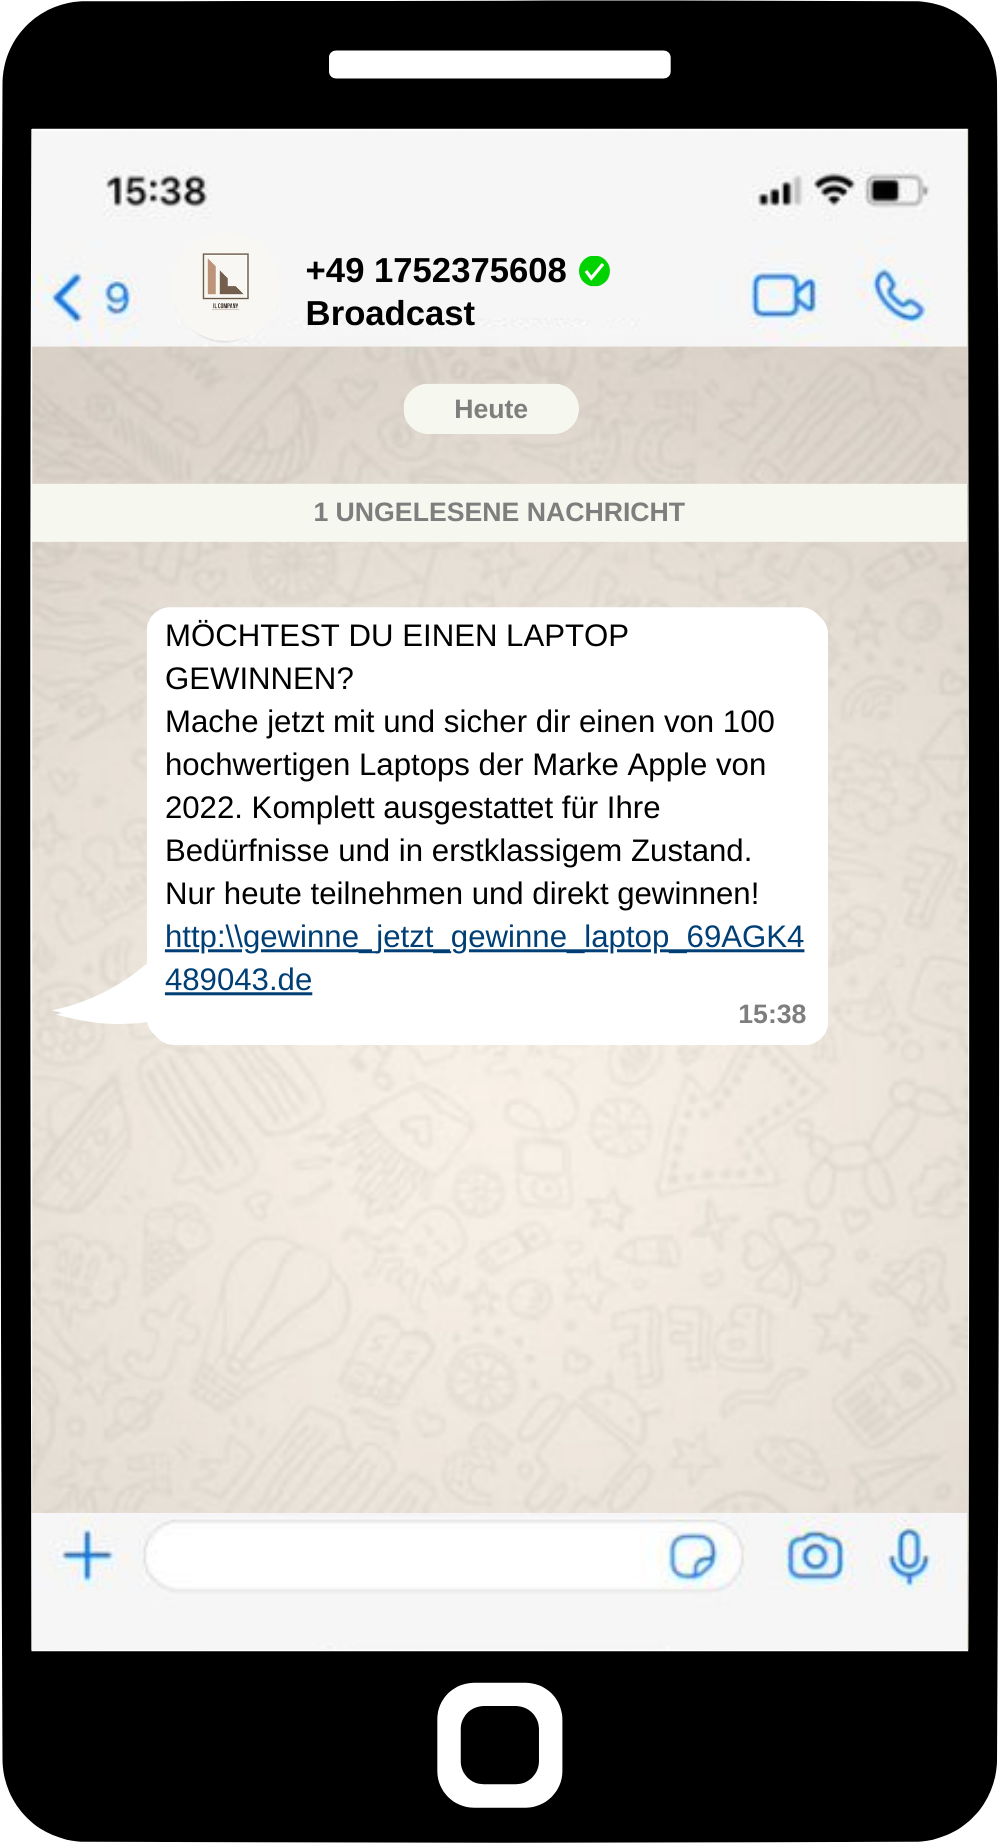 15:38
9
IL COMPANY
+49 1752375608
Broadcast
Heute
1 UNGELESENE NACHRICHT
MÖCHTEST DU EINEN LAPTOP
GEWINNEN?
Mache jetzt mit und sicher dir einen von 100
hochwertigen Laptops der Marke Apple von
2022. Komplett ausgestattet für Ihre
Bedürfnisse und in erstklassigem Zustand.
Nur heute teilnehmen und direkt gewinnen!
http:\\gewinne_jetzt_gewinne_laptop_69AGK4
489043.de
15:38